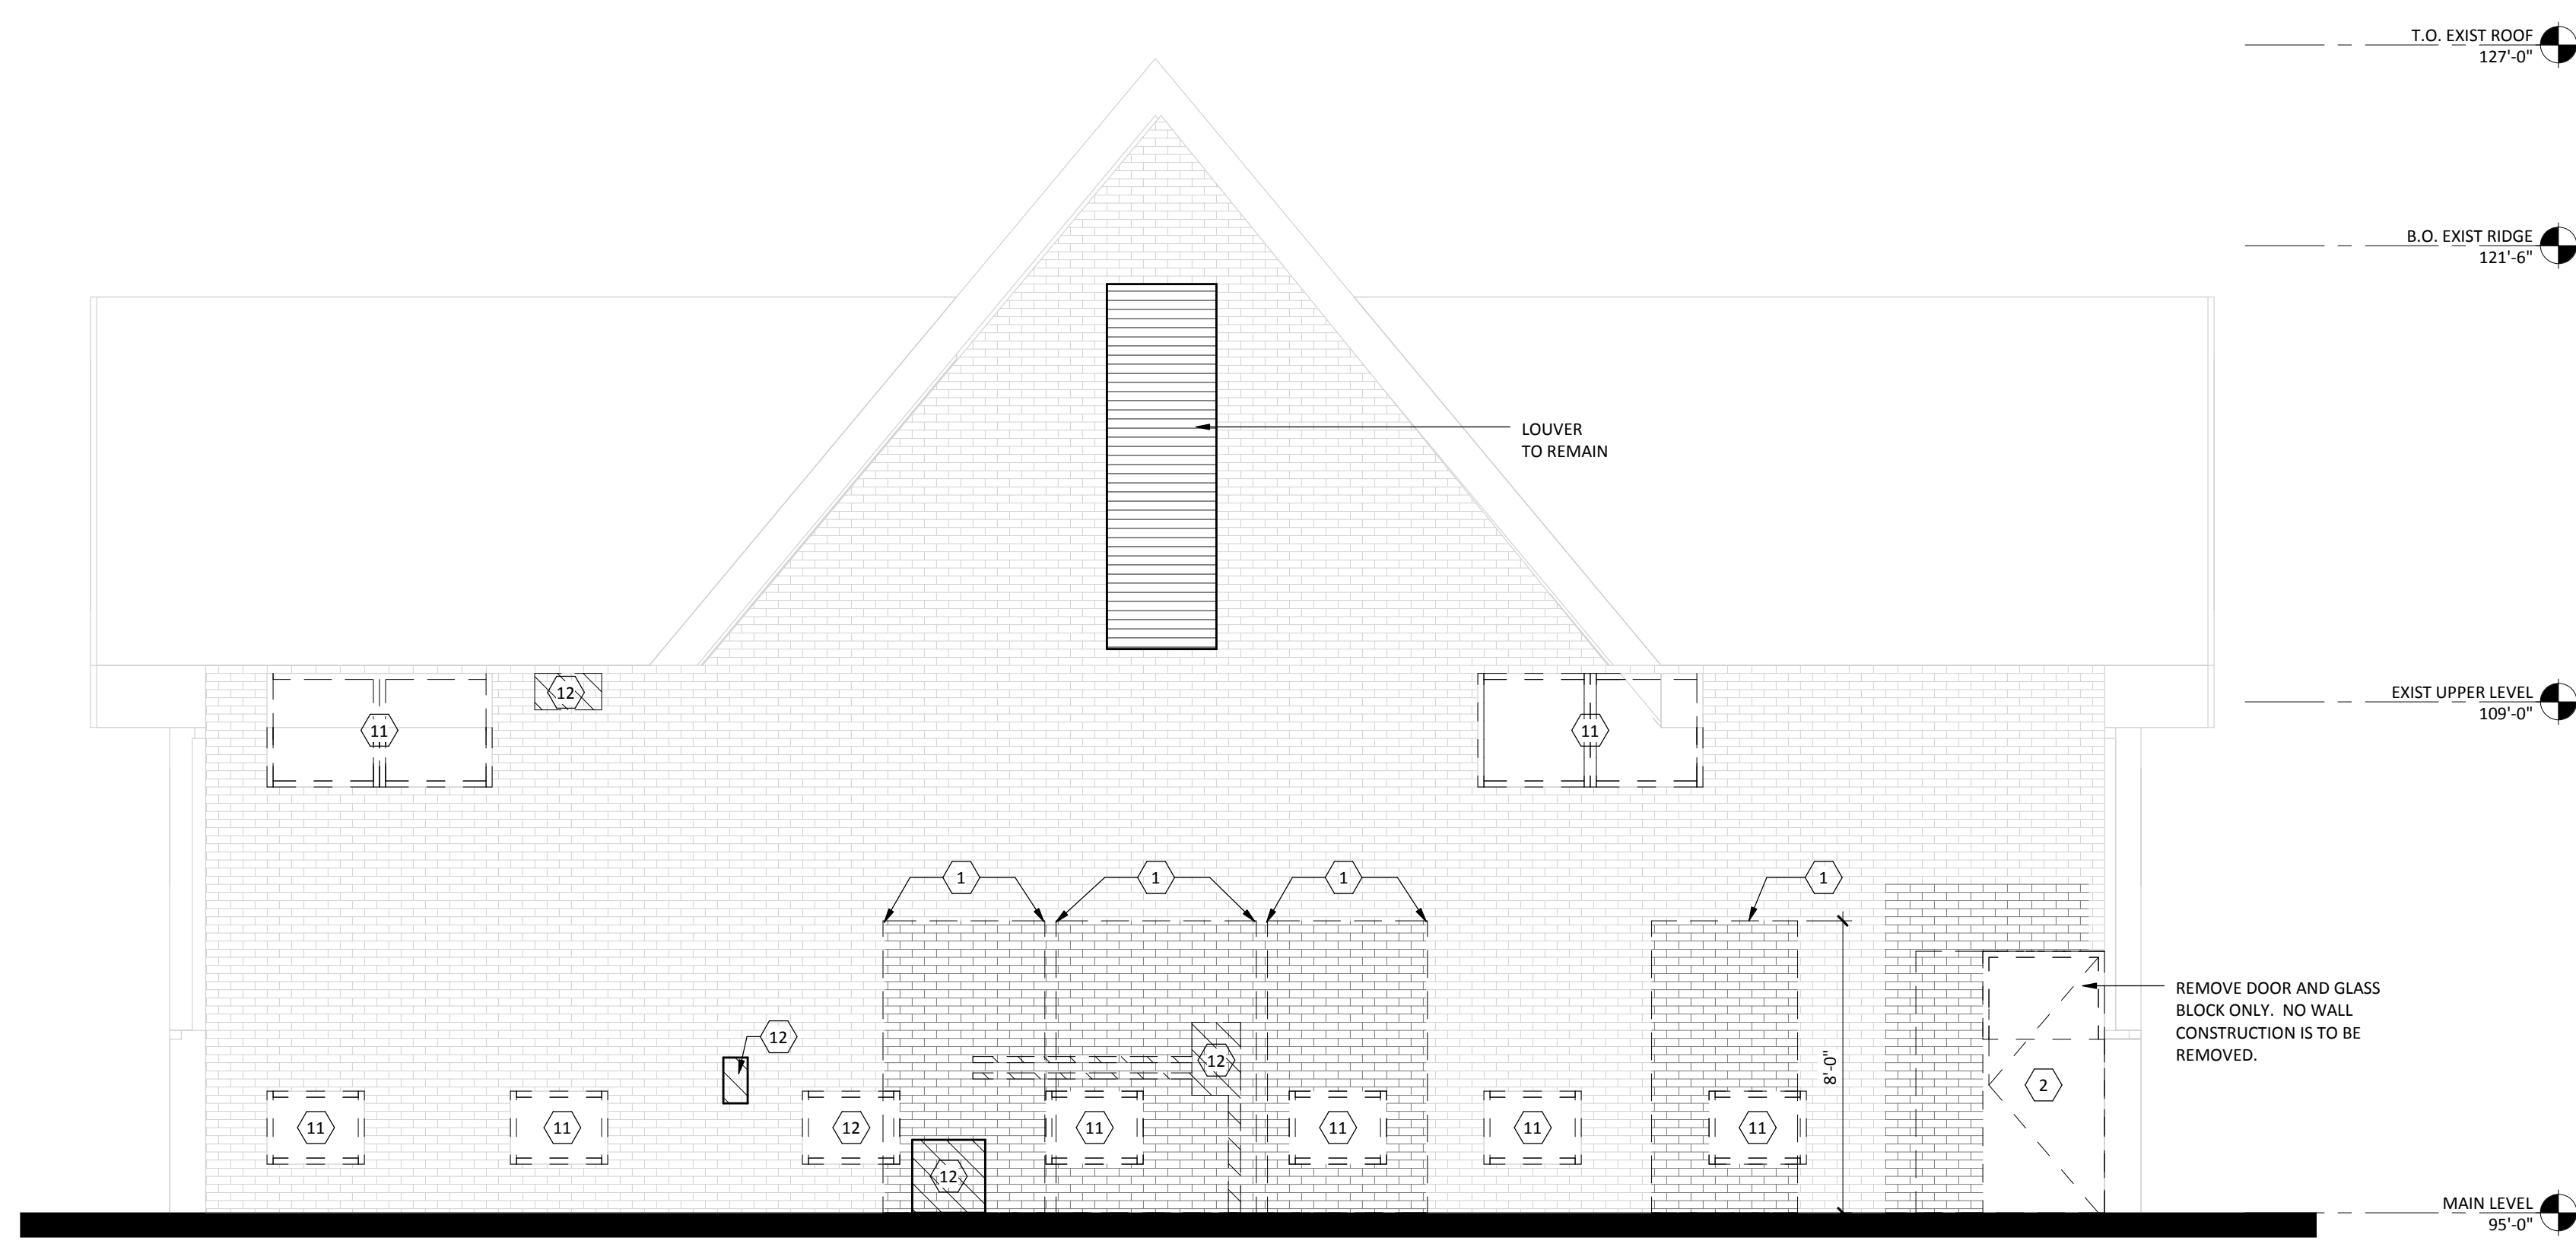 T.O. EXIST ROOF
127'-0"
B.O. EXIST RIDGE
121'-6"
LOUVER
TO REMAIN
EXIST UPPER LEVEL
109'-0"
12
11
11
1
1
1
1
REMOVE DOOR AND GLASS
BLOCK ONLY. NO WALL
CONSTRUCTION IS TO BE
REMOVED.
12
12
8'-0"
2
11
11
12
11
11
11
11
12
MAIN LEVEL
95'-0"